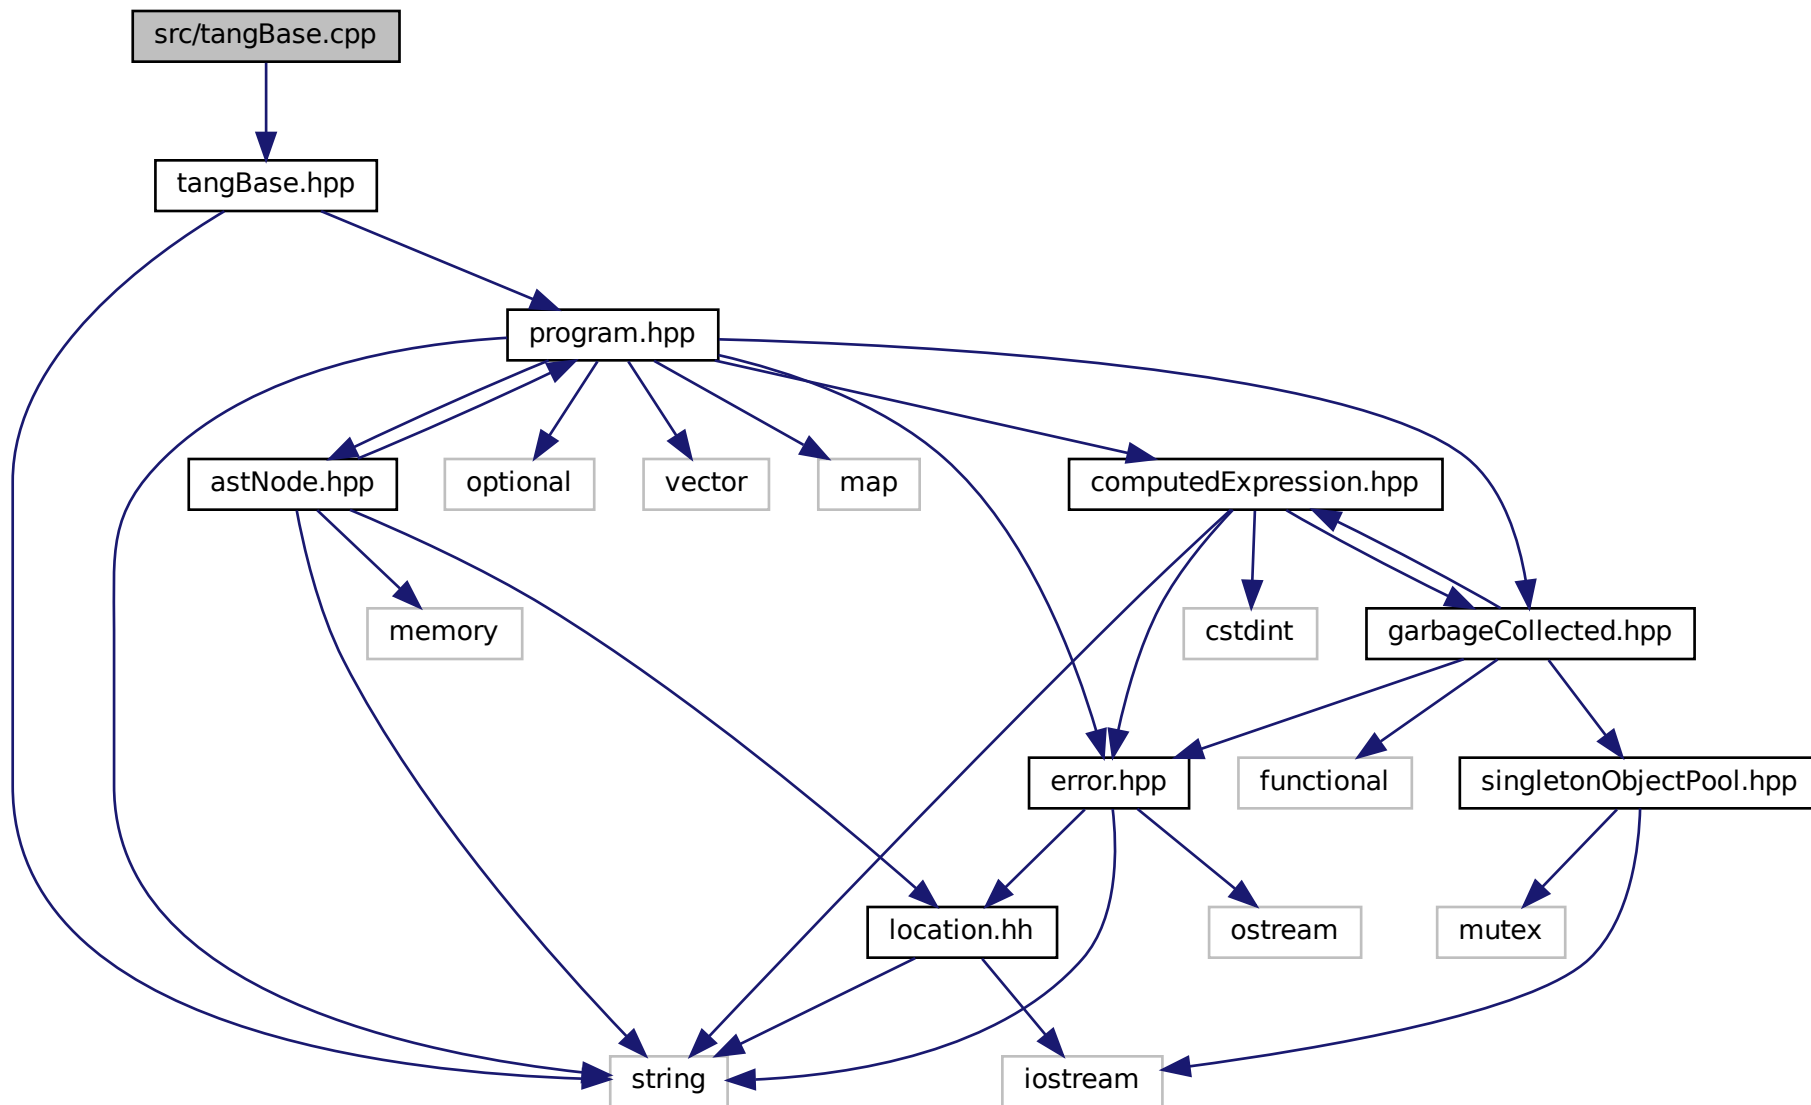 src/tangBase.cpp
tangBase.hpp
program.hpp
astNode.hpp
optional
vector
map
computedExpression.hpp
memory
cstdint
garbageCollected.hpp
error.hpp
functional
singletonObjectPool.hpp
location.hh
ostream
mutex
string
iostream